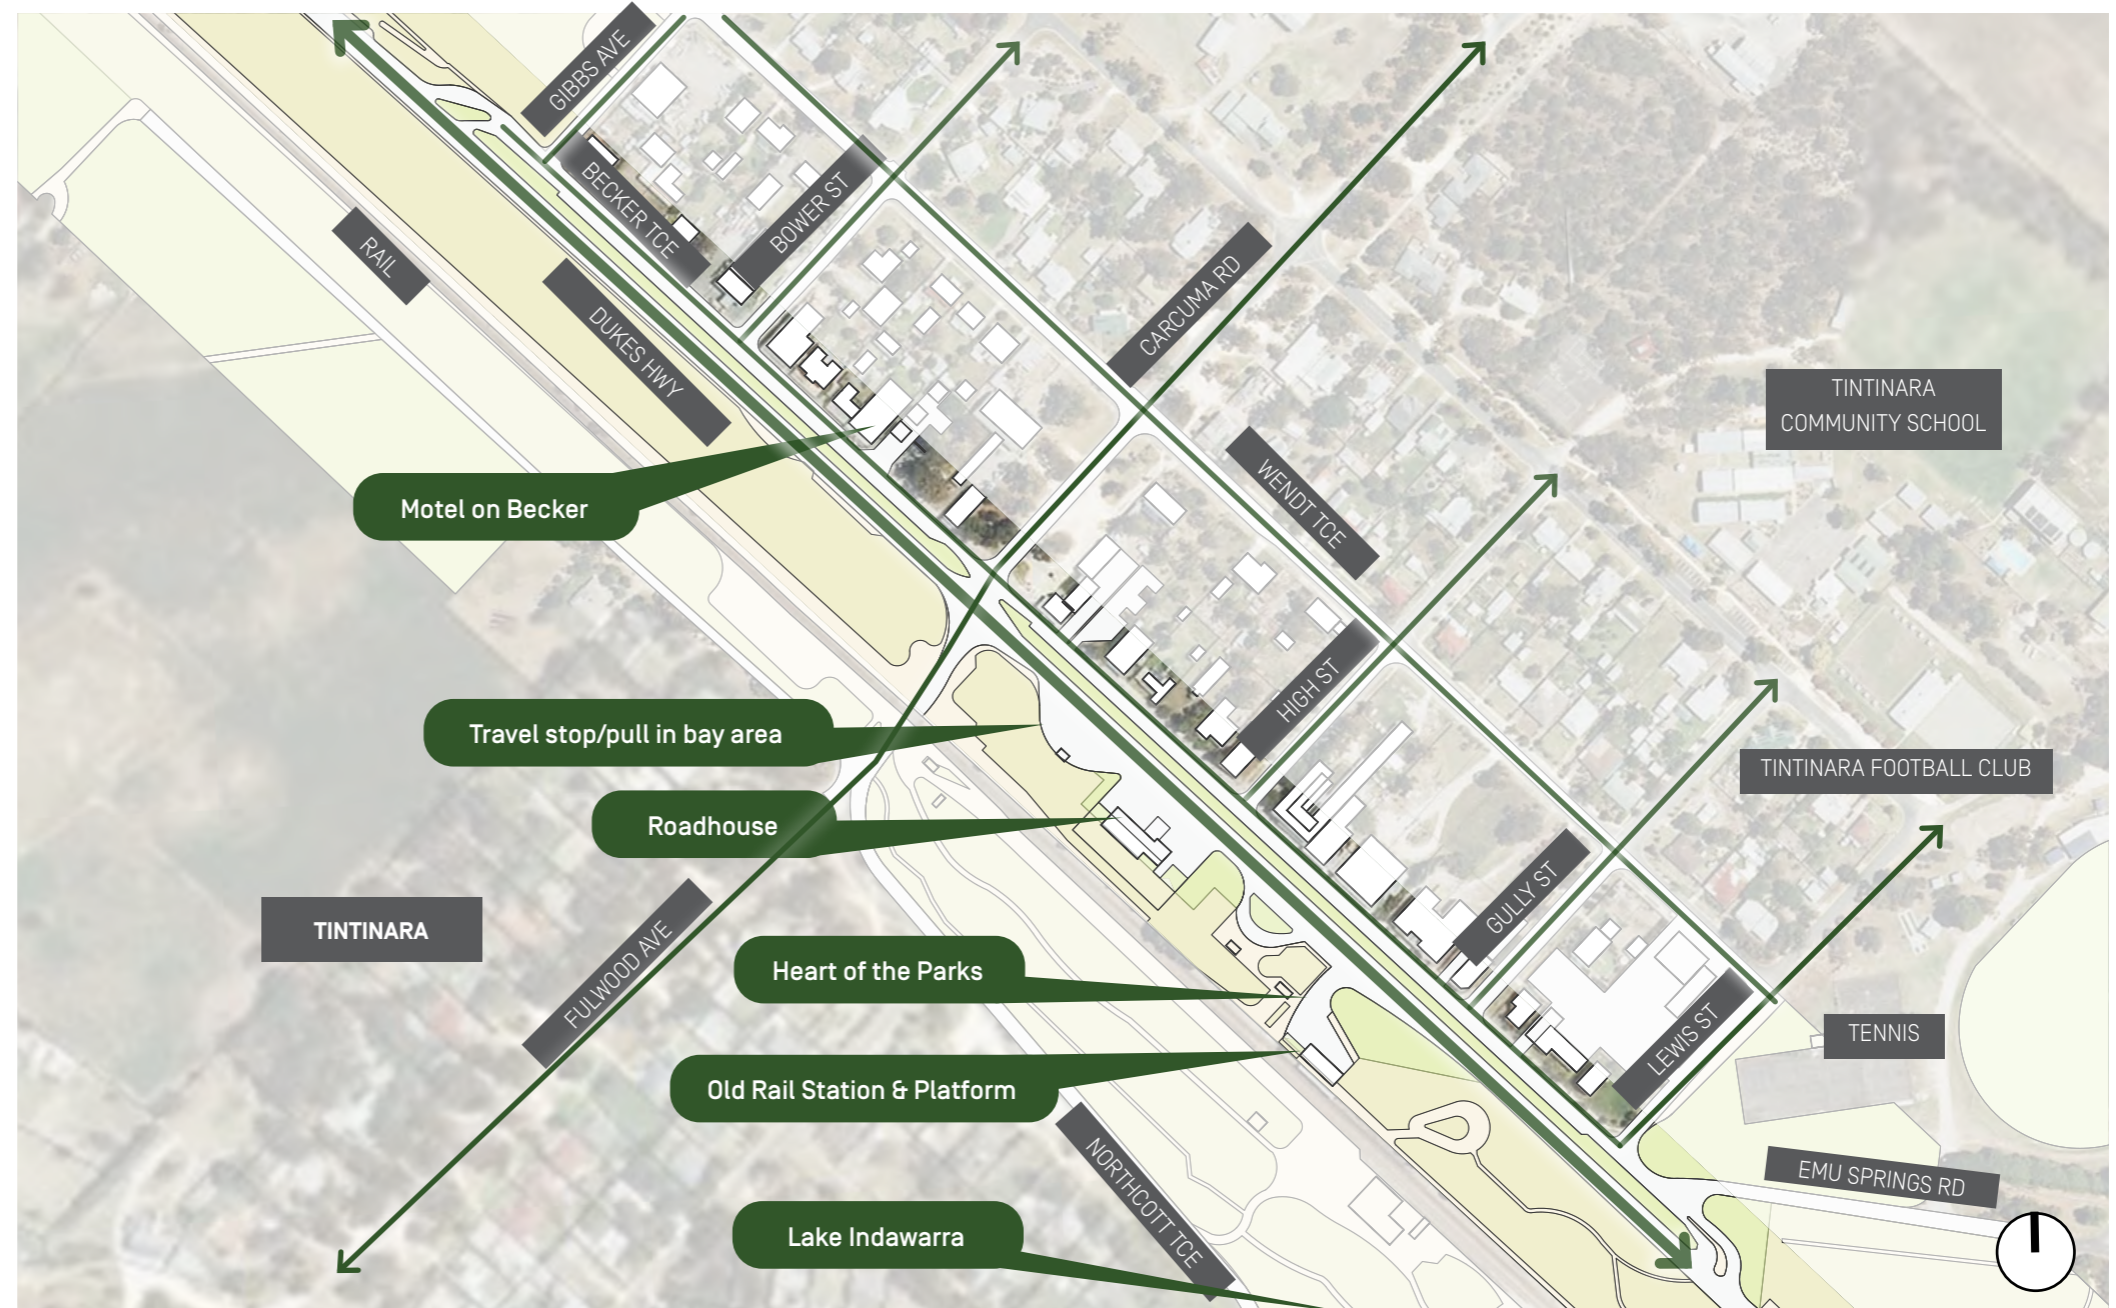 GIBBS AVE
BECKER TCE
BOWER ST
RAIL
DUKES HWY
CARCUMA RD
TINTINARA
COMMUNITY SCHOOL
WENDT TCE
Motel on Becker
HIGH ST
Travel stop/pull in bay area
TINTINARA FOOTBALL CLUB
Roadhouse
GULLY ST
TINTINARA
FULWOOD AVE
Heart of the Parks
LEWIS ST
TENNIS
Old Rail Station & Platform
NORTHCOTT TCE
EMU SPRINGS RD
Lake Indawarra